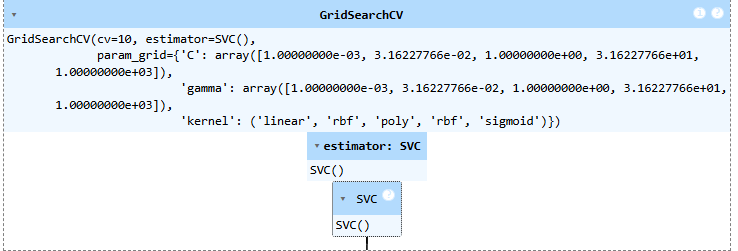 GridSearchCV
GridSearchCV(cv=10, estimator=SVC(),
param_grid={'C': array([1.00000000e-03, 3.16227766e-02, 1.00000000e+00, 3.16227766e+01,
1.00000000e+03]),
'gamma': array([1.00000000e-03, 3.16227766e-02, 1.00000000e+00, 3.16227766e+01,
1.00000000e+03]),
'kernel': ('linear', 'rbf', 'poly', 'rbf', 'sigmoid')})
estimator: SVC
SVC()
SVC
SVC()